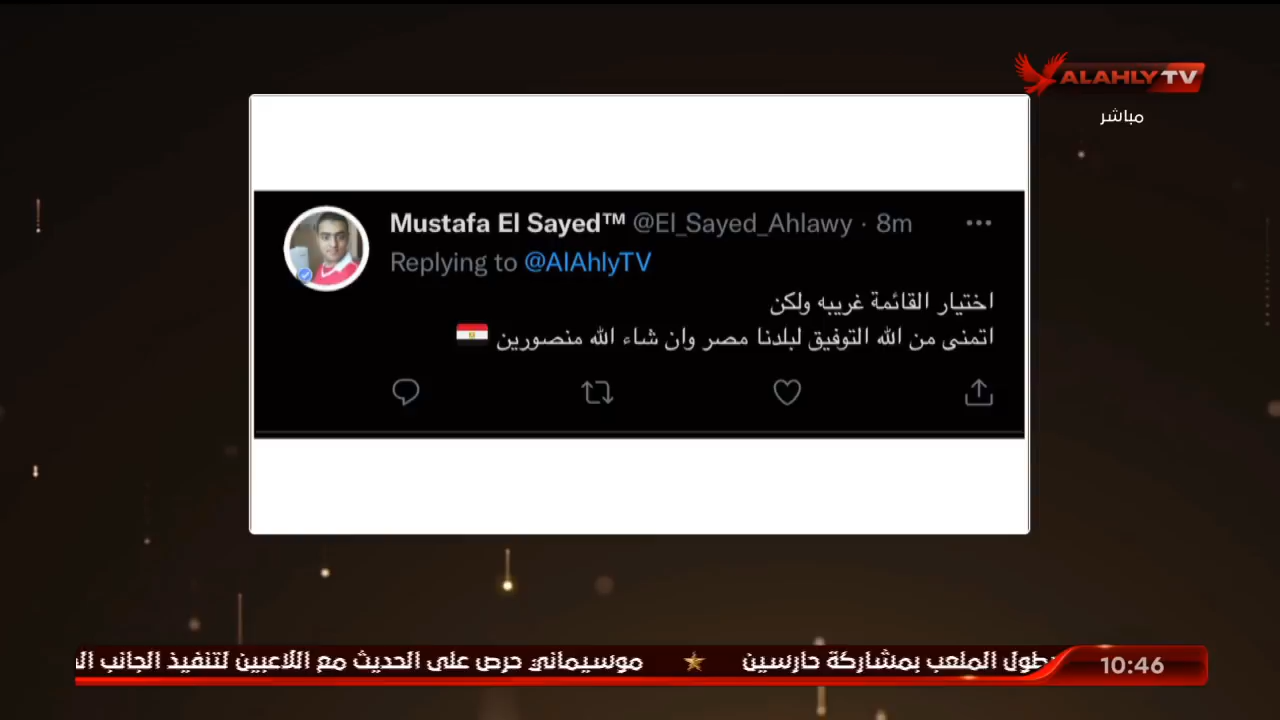 ALAHLY TV
مباشر
Mustafa El Sayed™ @El_Sayed_Ahlawy · 8m
Replying to @AlAhlyTV
اختيار القائمة غريبه ولكن
اتمنى من الله التوفيق لبلدنا مصر وان شاء الله منصورين 🇪🇬
بطول الملعب بمشاركة حارسين ★ موسيماني حرص على الحديث مع اللاعبين لتنفيذ الجانب
10:46